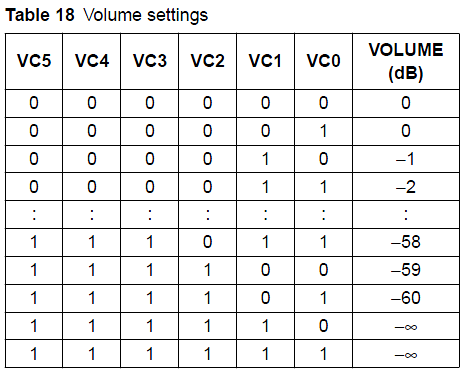 Table 18 Volume settings
VC5 VC4 VC3 VC2 VC1 VC0 VOLUME (dB)
0 0 0 0 0 0 0
0 0 0 0 0 1 0
0 0 0 0 1 0 –1
0 0 0 0 1 1 –2
: : : : : : :
1 1 1 0 1 1 –58
1 1 1 1 0 0 –59
1 1 1 1 0 1 –60
1 1 1 1 1 0 –∞
1 1 1 1 1 1 –∞